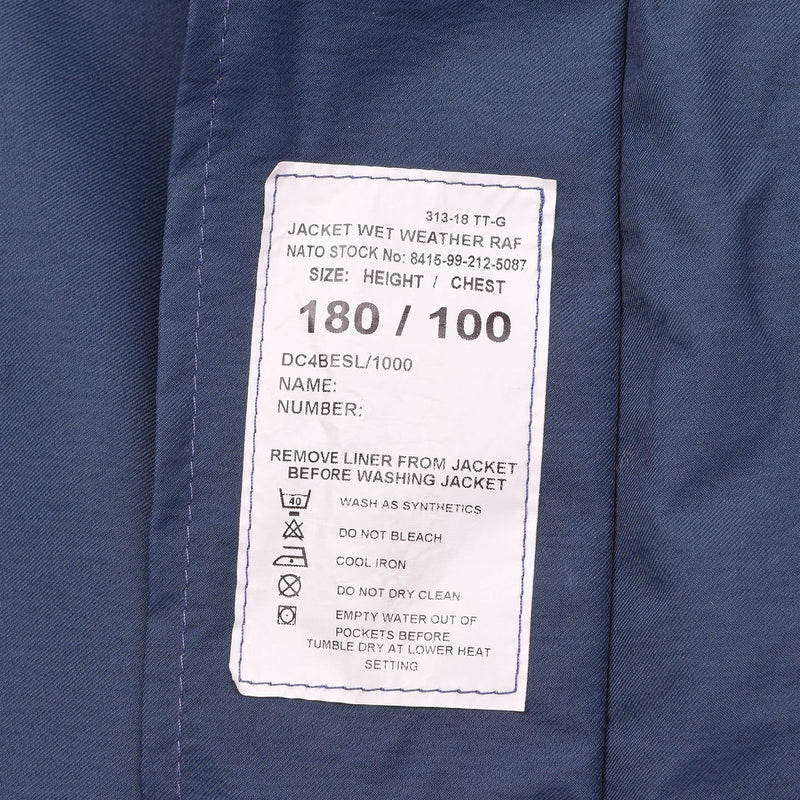 313-18 TT-G
JACKET WET WEATHER RAF
NATO STOCK No: 8415-99-212-5087
SIZE: HEIGHT / CHEST
180 / 100
DC4BESL/1000
NAME:
NUMBER:
REMOVE LINER FROM JACKET
BEFORE WASHING JACKET
40 WASH AS SYNTHETICS
DO NOT BLEACH
COOL IRON
DO NOT DRY CLEAN
EMPTY WATER OUT OF
POCKETS BEFORE
TUMBLE DRY AT LOWER HEAT
SETTING